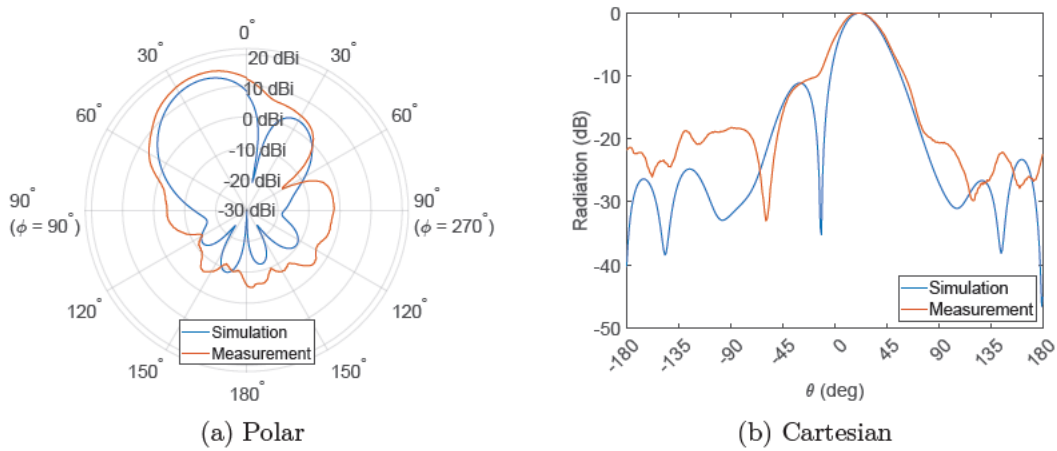 0°
30°
30°
20 dBi
10 dBi
60°
60°
0 dBi
-10 dBi
-20 dBi
90°
-30 dBi
90°
(ϕ = 90°)
(ϕ = 270°)
120°
120°
Simulation
Measurement
150°
150°
180°
(a) Polar
0
-10
-20
-30
-40
-50
Radiation (dB)
Simulation
Measurement
-180
-135
-90
-45
0
45
90
135
180
θ (deg)
(b) Cartesian